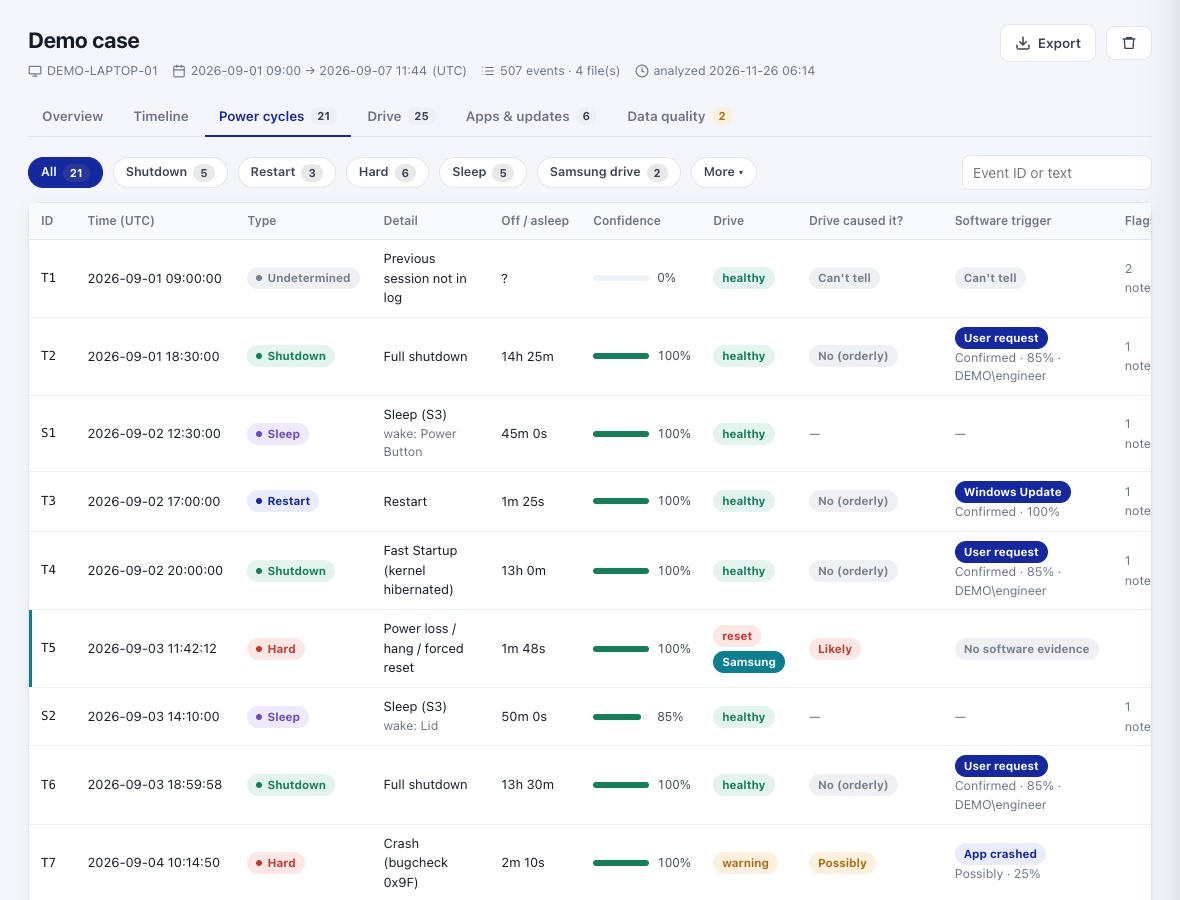 Demo case
Export
DEMO-LAPTOP-01 2026-09-01 09:00 → 2026-09-07 11:44 (UTC) 507 events · 4 file(s) analyzed 2026-11-26 06:14
Overview Timeline Power cycles 21 Drive 25 Apps & updates 6 Data quality 2
All 21 Shutdown 5 Restart 3 Hard 6 Sleep 5 Samsung drive 2 More ▾ Event ID or text
ID Time (UTC) Type Detail Off / asleep Confidence Drive Drive caused it? Software trigger Flags
T1 2026-09-01 09:00:00 Undetermined Previous session not in log ? 0% healthy Can't tell Can't tell 2 note
T2 2026-09-01 18:30:00 Shutdown Full shutdown 14h 25m 100% healthy No (orderly) User request Confirmed · 85% · DEMO\engineer 1 note
S1 2026-09-02 12:30:00 Sleep Sleep (S3) wake: Power Button 45m 0s 100% healthy — — 1 note
T3 2026-09-02 17:00:00 Restart Restart 1m 25s 100% healthy No (orderly) Windows Update Confirmed · 100% 1 note
T4 2026-09-02 20:00:00 Shutdown Fast Startup (kernel hibernated) 13h 0m 100% healthy No (orderly) User request Confirmed · 85% · DEMO\engineer 1 note
T5 2026-09-03 11:42:12 Hard Power loss / hang / forced reset 1m 48s 100% reset Samsung Likely No software evidence
S2 2026-09-03 14:10:00 Sleep Sleep (S3) wake: Lid 50m 0s 85% healthy — — 1 note
T6 2026-09-03 18:59:58 Shutdown Full shutdown 13h 30m 100% healthy No (orderly) User request Confirmed · 85% · DEMO\engineer
T7 2026-09-04 10:14:50 Hard Crash (bugcheck 0x9F) 2m 10s 100% warning Possibly App crashed Possibly · 25%